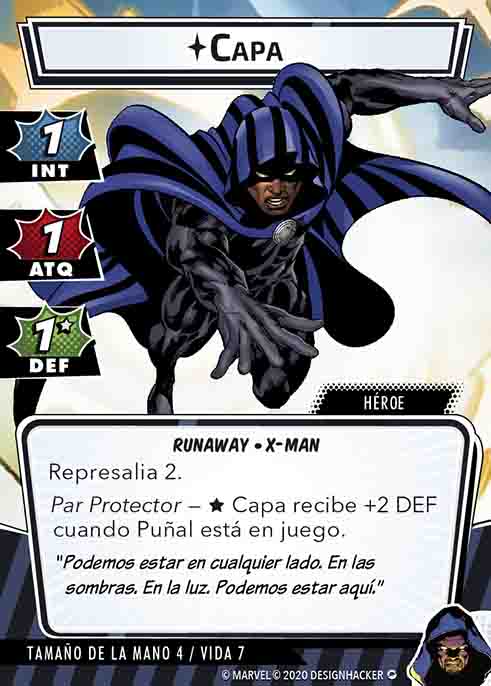 CAPA
1
INT
1
ATQ
1★
DEF
HÉROE
RUNAWAY • X-MAN
Represalia 2.
Par Protector – ★ Capa recibe +2 DEF
cuando Puñal está en juego.
"Podemos estar en cualquier lado. En las
sombras. En la luz. Podemos estar aquí."
TAMAÑO DE LA MANO 4 / VIDA 7
© MARVEL © 2020 DESIGNHACKER